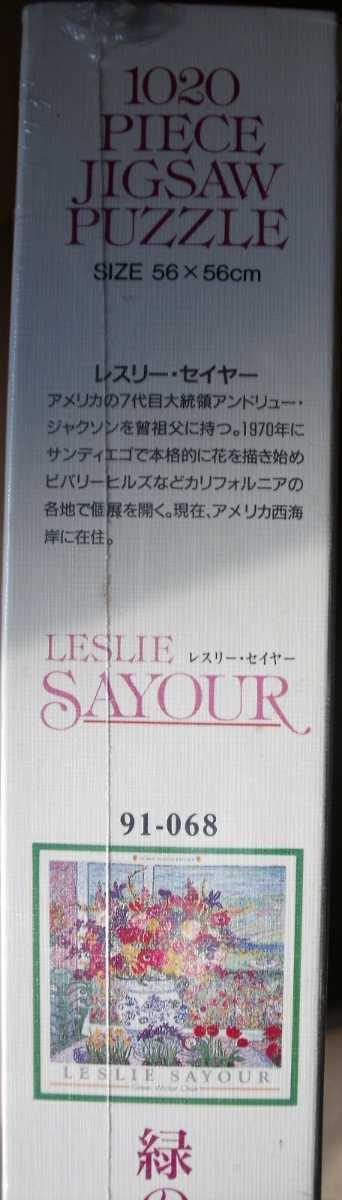 1020
PIECE
JIGSAW
PUZZLE
SIZE 56×56cm
レスリー・セイヤー
アメリカの7代目大統領アンドリュー・
ジャクソンを曽祖父に持つ。1970年に
サンディエゴで本格的に花を描き始め
ビバリーヒルズなどカリフォルニアの
各地で個展を開く。現在、アメリカ西海
岸に在住。
LESLIE レスリー・セイヤー
SAYOUR
91-068
LESLIE SAYOUR
緑の